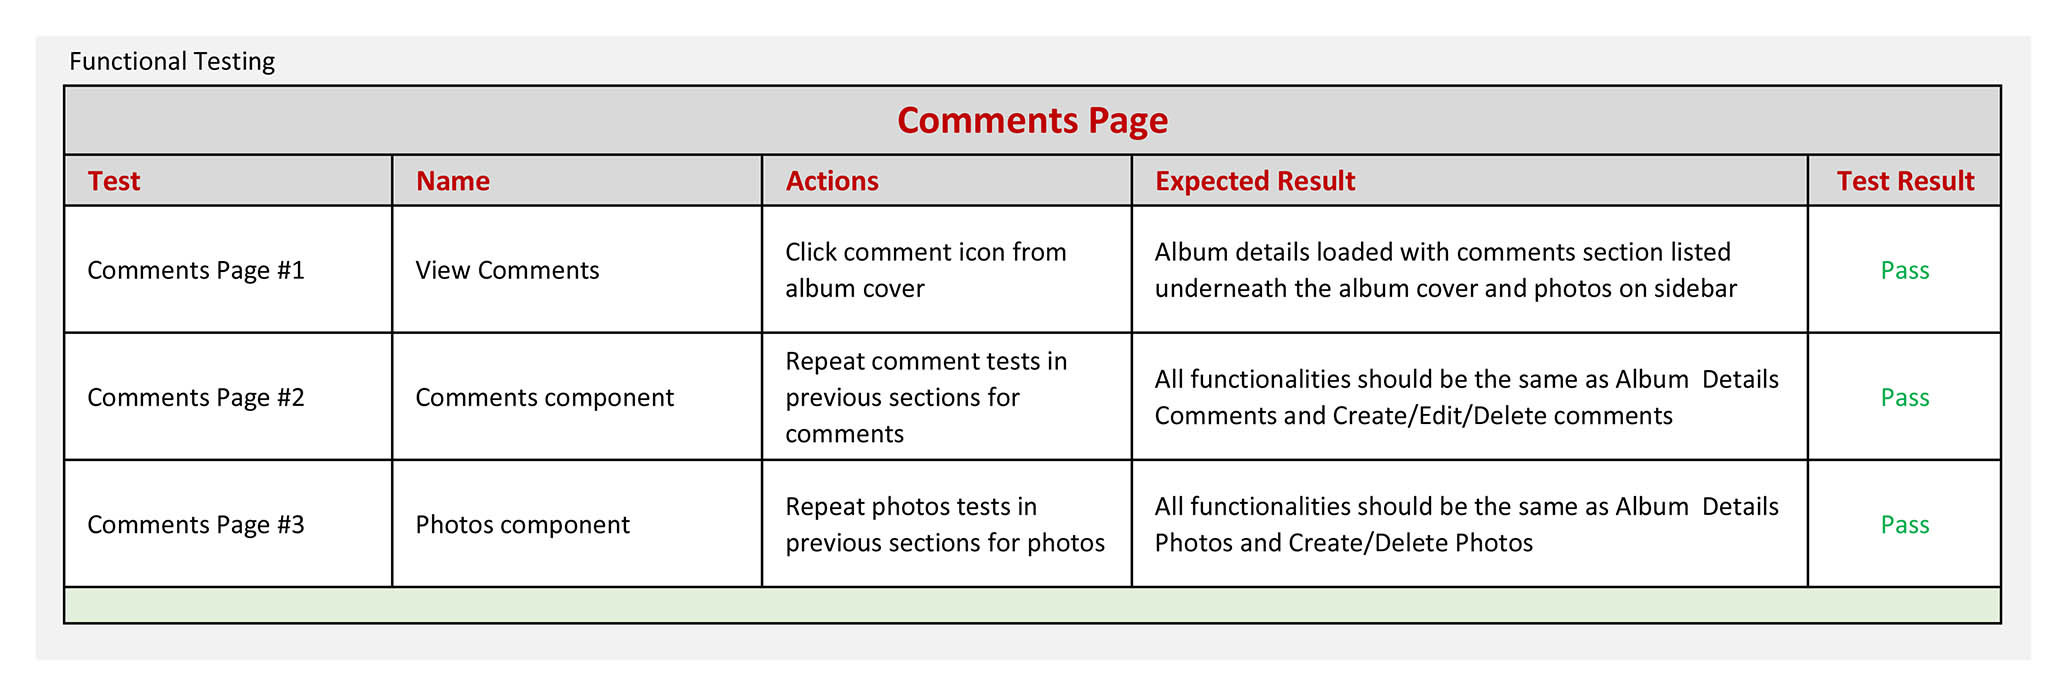 Functional Testing
Comments Page
Test Name Actions Expected Result Test Result
Comments Page #1
View Comments
Click comment icon from
album cover
Album details loaded with comments section listed
underneath the album cover and photos on sidebar
Pass
Comments Page #2
Comments component
Repeat comment tests in
previous sections for
comments
All functionalities should be the same as Album  Details
Comments and Create/Edit/Delete comments
Pass
Comments Page #3
Photos component
Repeat photos tests in
previous sections for photos
All functionalities should be the same as Album  Details
Photos and Create/Delete Photos
Pass